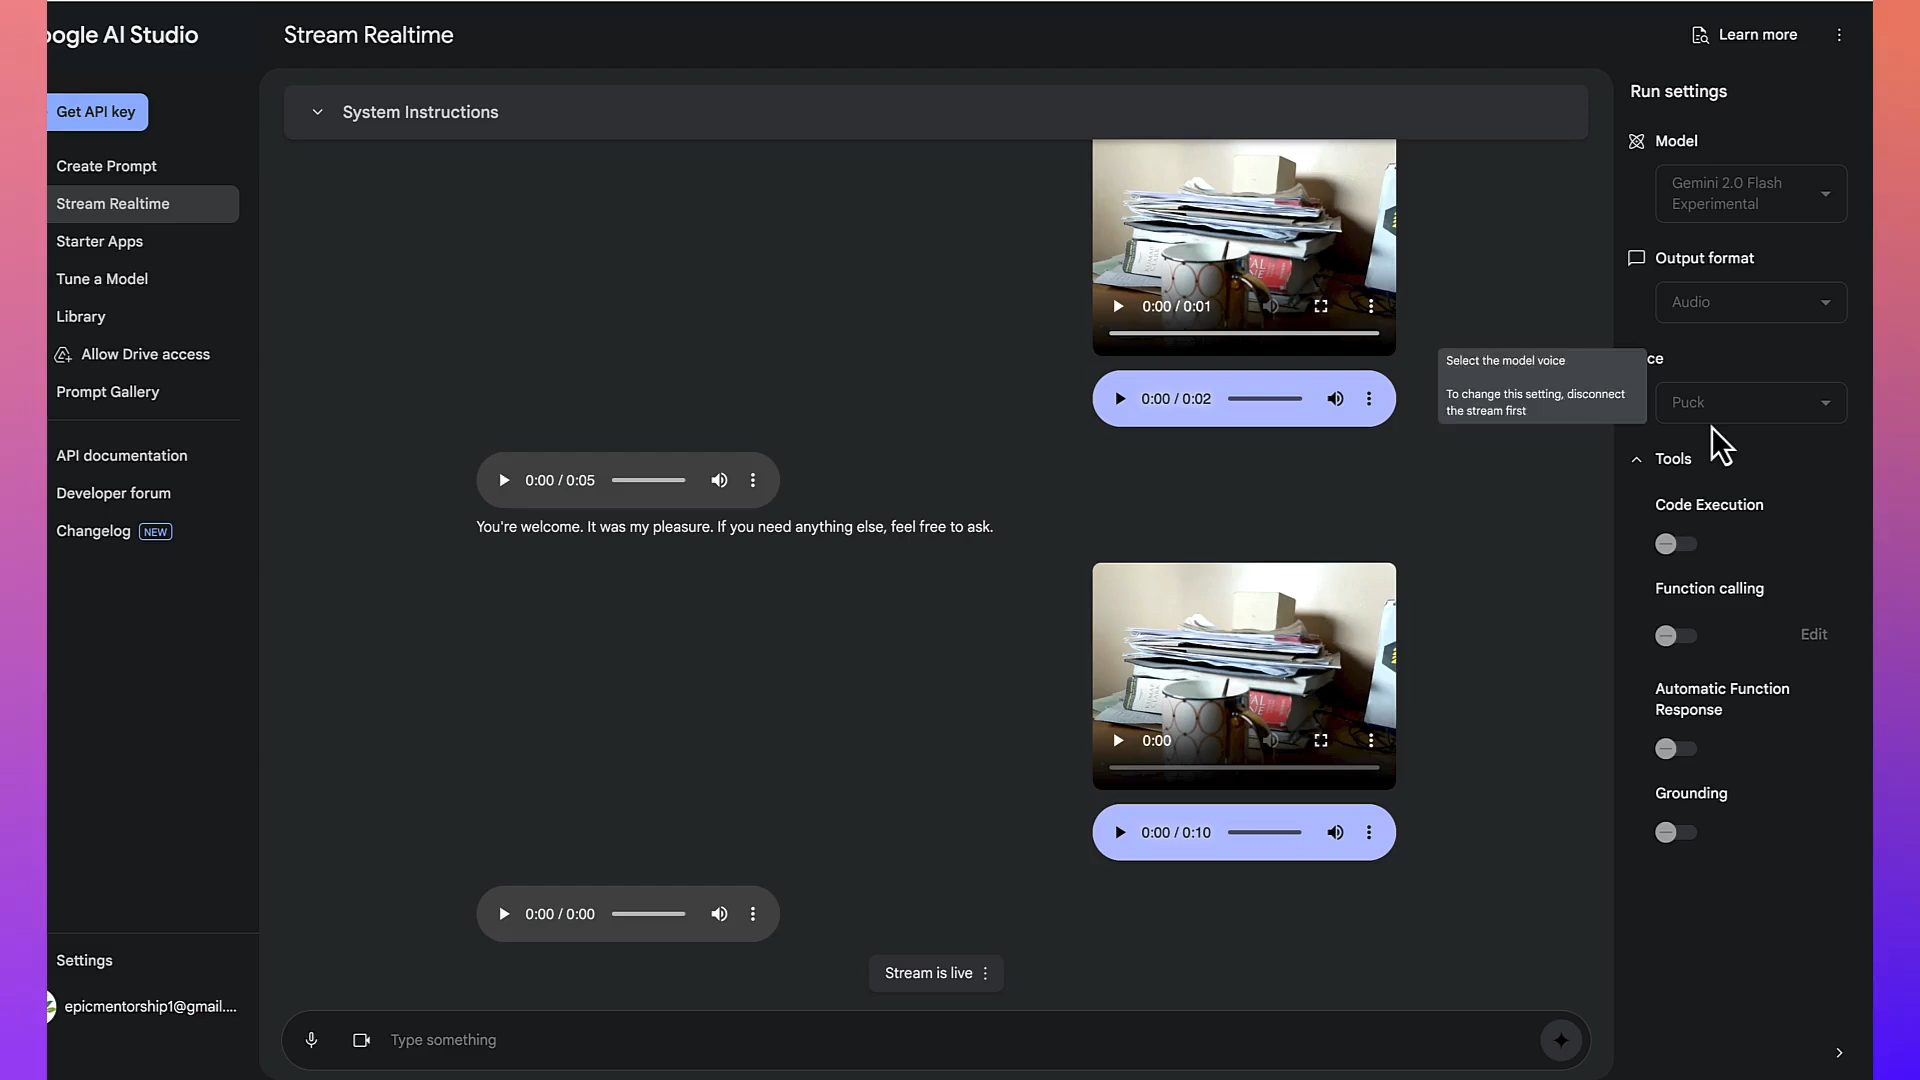 oogle AI Studio
Stream Realtime
Learn more
Get API key
Create Prompt
Stream Realtime
Starter Apps
Tune a Model
Library
Allow Drive access
Prompt Gallery
API documentation
Developer forum
Changelog NEW
Settings
epicmentorship1@gmail....
System Instructions
0:00 / 0:01
0:00 / 0:02
0:00 / 0:05
You're welcome. It was my pleasure. If you need anything else, feel free to ask.
0:00
0:00 / 0:10
0:00 / 0:00
Stream is live
Type something
Run settings
Model
Gemini 2.0 Flash
Experimental
Output format
Audio
Select the model voice
To change this setting, disconnect
the stream first
ce
Puck
Tools
Code Execution
Function calling
Edit
Automatic Function
Response
Grounding